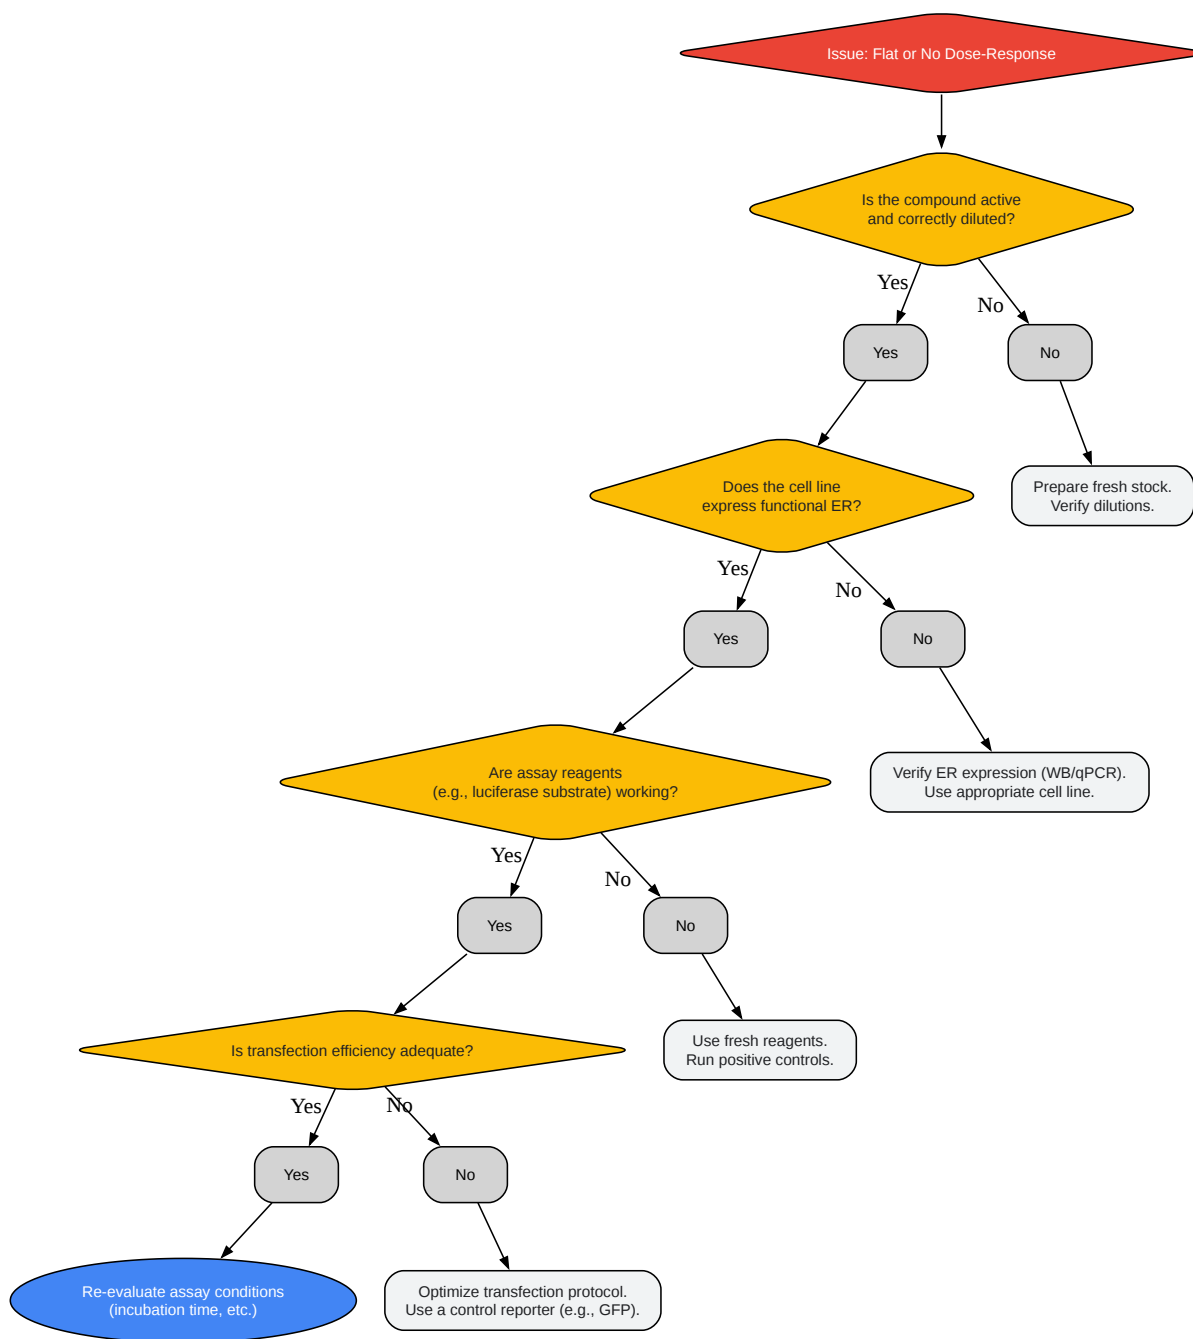 Issue: Flat or No Dose-Response
Is the compound active
and correctly diluted?
Yes
No
Yes
No
Does the cell line
express functional ER?
Prepare fresh stock.
Verify dilutions.
Yes
No
Yes
No
Are assay reagents
(e.g., luciferase substrate) working?
Verify ER expression (WB/qPCR).
Use appropriate cell line.
Yes
No
Yes
No
Is transfection efficiency adequate?
Use fresh reagents.
Run positive controls.
Yes
No
Yes
No
Re-evaluate assay conditions
(incubation time, etc.)
Optimize transfection protocol.
Use a control reporter (e.g., GFP).